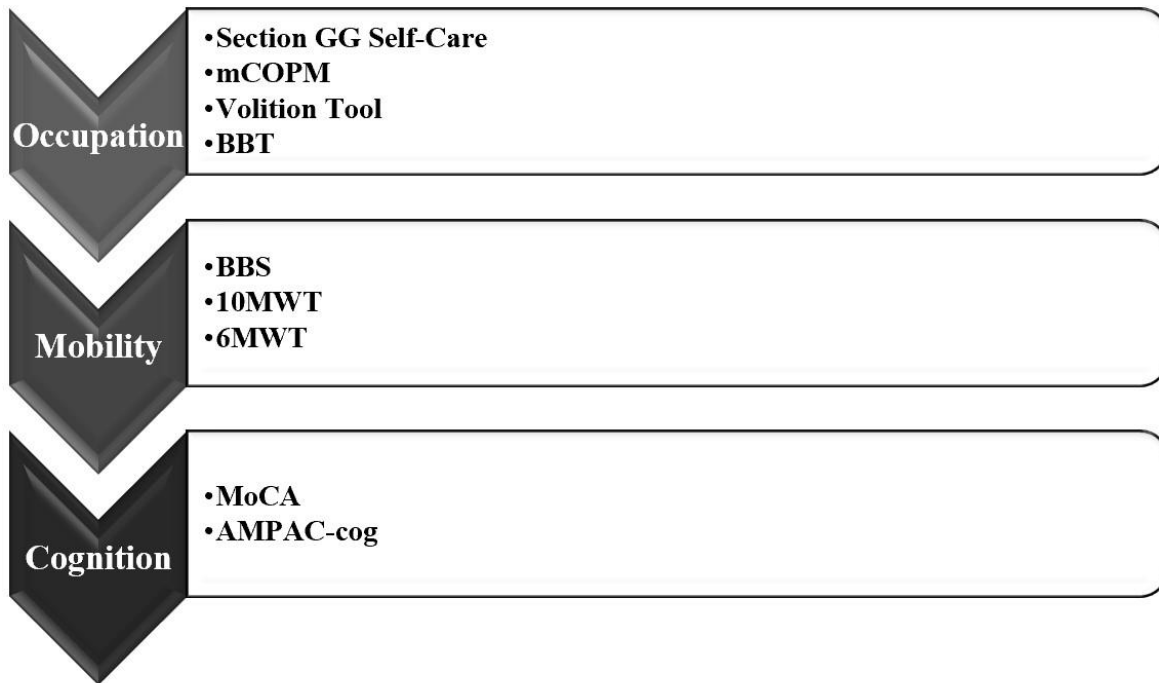 Occupation
•Section GG Self-Care
•mCOPM
•Volition Tool
•BBT
Mobility
•BBS
•10MWT
•6MWT
Cognition
•MoCA
•AMPAC-cog